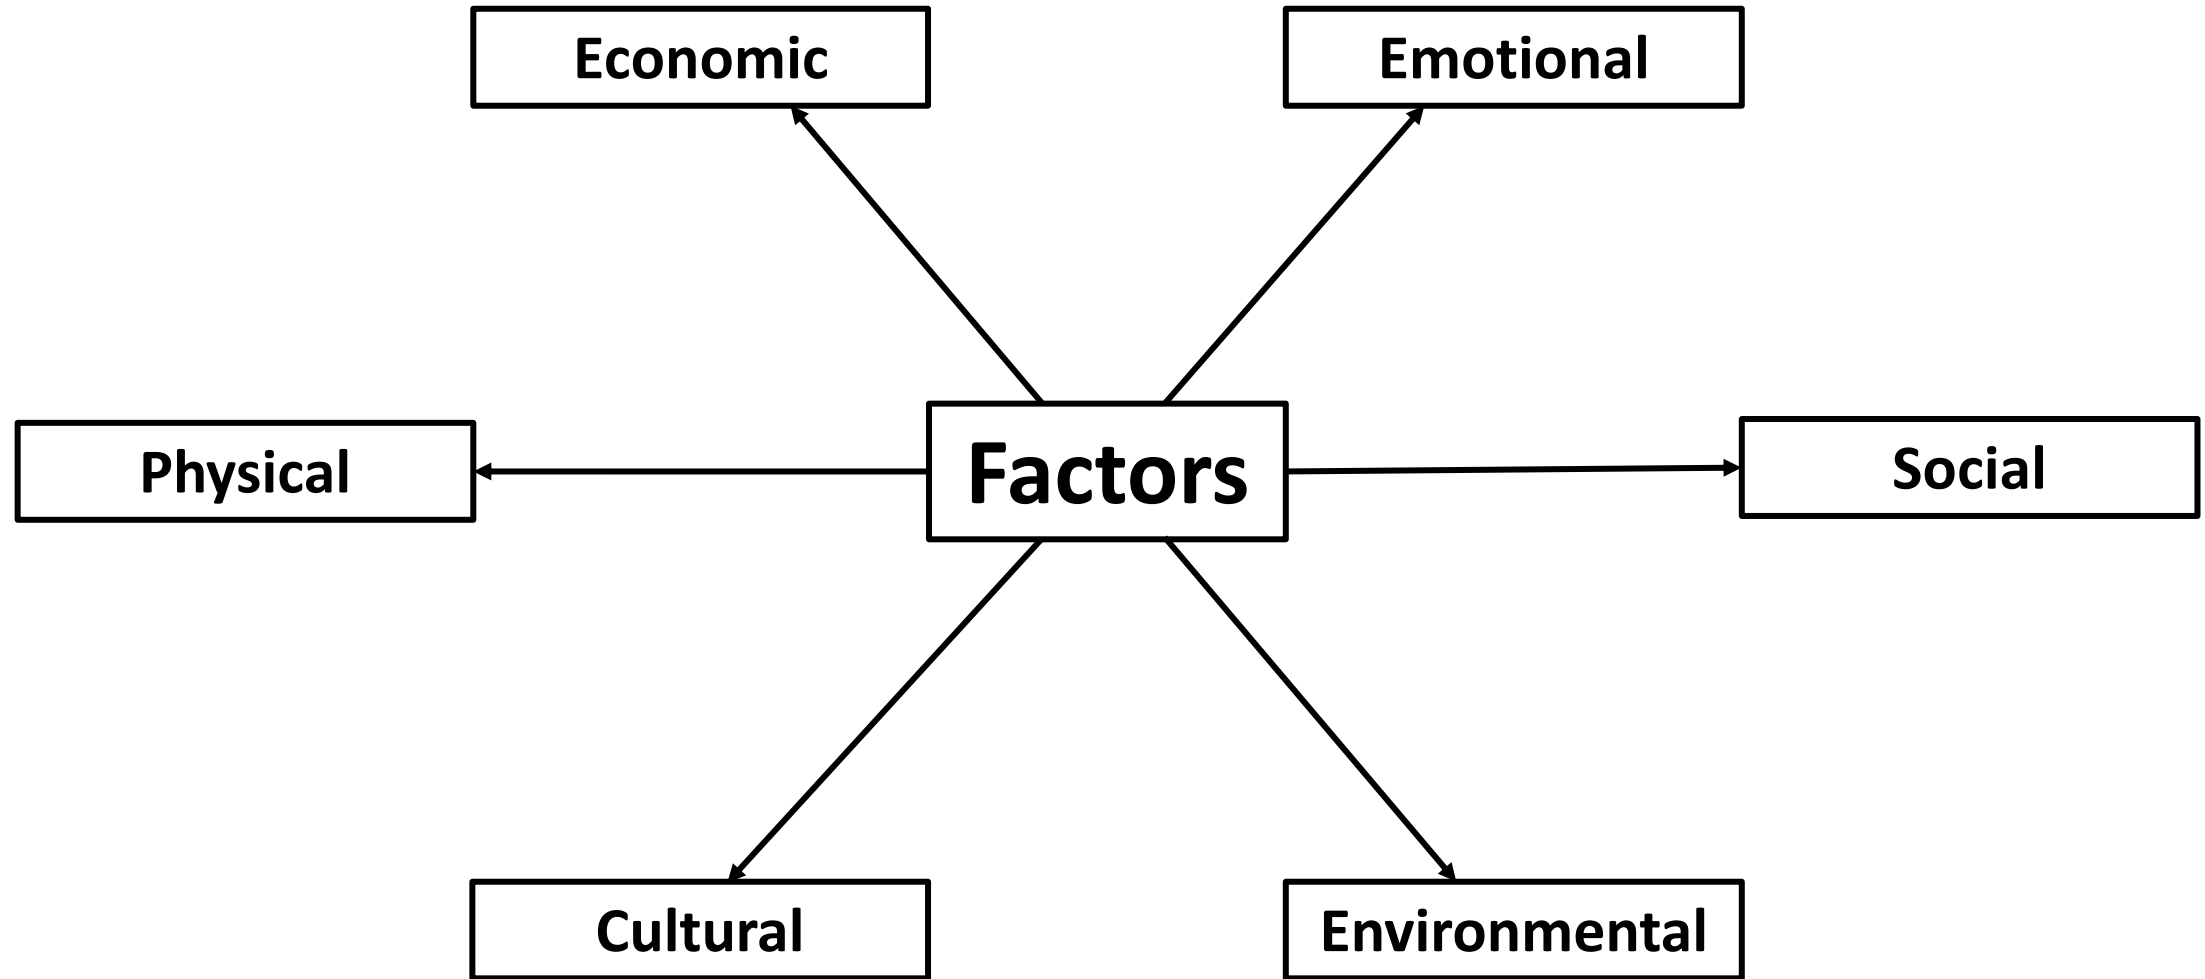 Economic
Emotional
Physical
Factors
Social
Cultural
Environmental